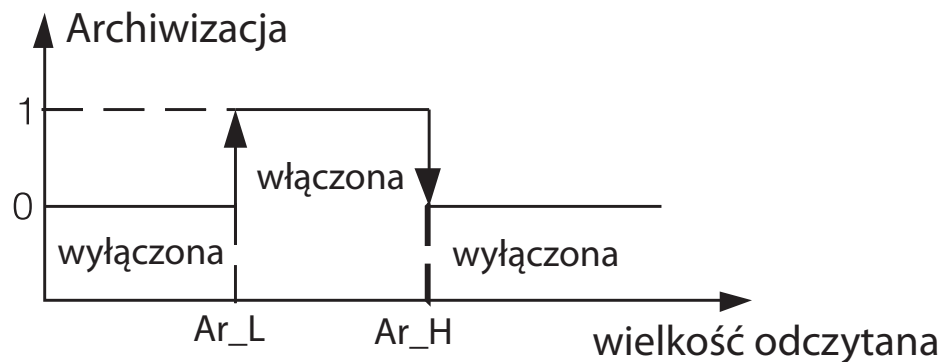 Archiwizacja
1
włączona
0
wyłączona
wyłączona
Ar_L
Ar_H
wielkość odczytana